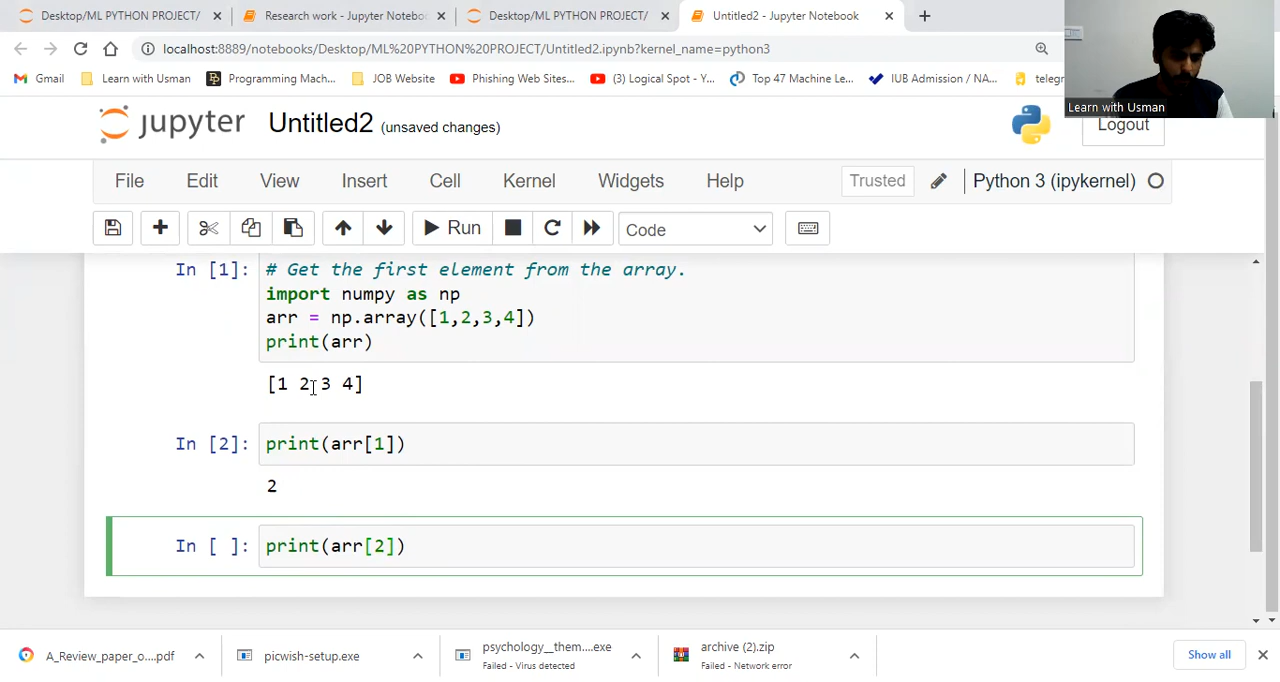 Desktop/ML PYTHON PROJECT/
Research work - Jupyter Notebo
Desktop/ML PYTHON PROJECT/
Untitled2 - Jupyter Notebook
localhost:8889/notebooks/Desktop/ML%20PYTHON%20PROJECT/Untitled2.ipynb?kernel_name=python3
Gmail
Learn with Usman
Programming Mach...
JOB Website
Phishing Web Sites...
(3) Logical Spot - Y...
Top 47 Machine Le...
IUB Admission / NA...
telegr
Learn with Usman
jupyter
Untitled2 (unsaved changes)
Logout
File Edit View Insert Cell Kernel Widgets Help
Trusted
Python 3 (ipykernel)
Run
Code
In [1]: # Get the first element from the array.
import numpy as np
arr = np.array([1,2,3,4])
print(arr)
[1 2 3 4]
In [2]: print(arr[1])
2
In [ ]: print(arr[2])
A_Review_paper_o....pdf
picwish-setup.exe
psychology__them....exe
Failed - Virus detected
archive (2).zip
Failed - Network error
Show all